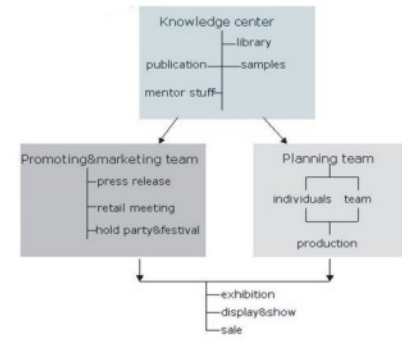 Knowledge center
library
publication
samples
mentor stuff
Promoting&marketing team
press release
retail meeting
hold party&festival
Planning team
individuals team
production
exhibition
display&show
sale